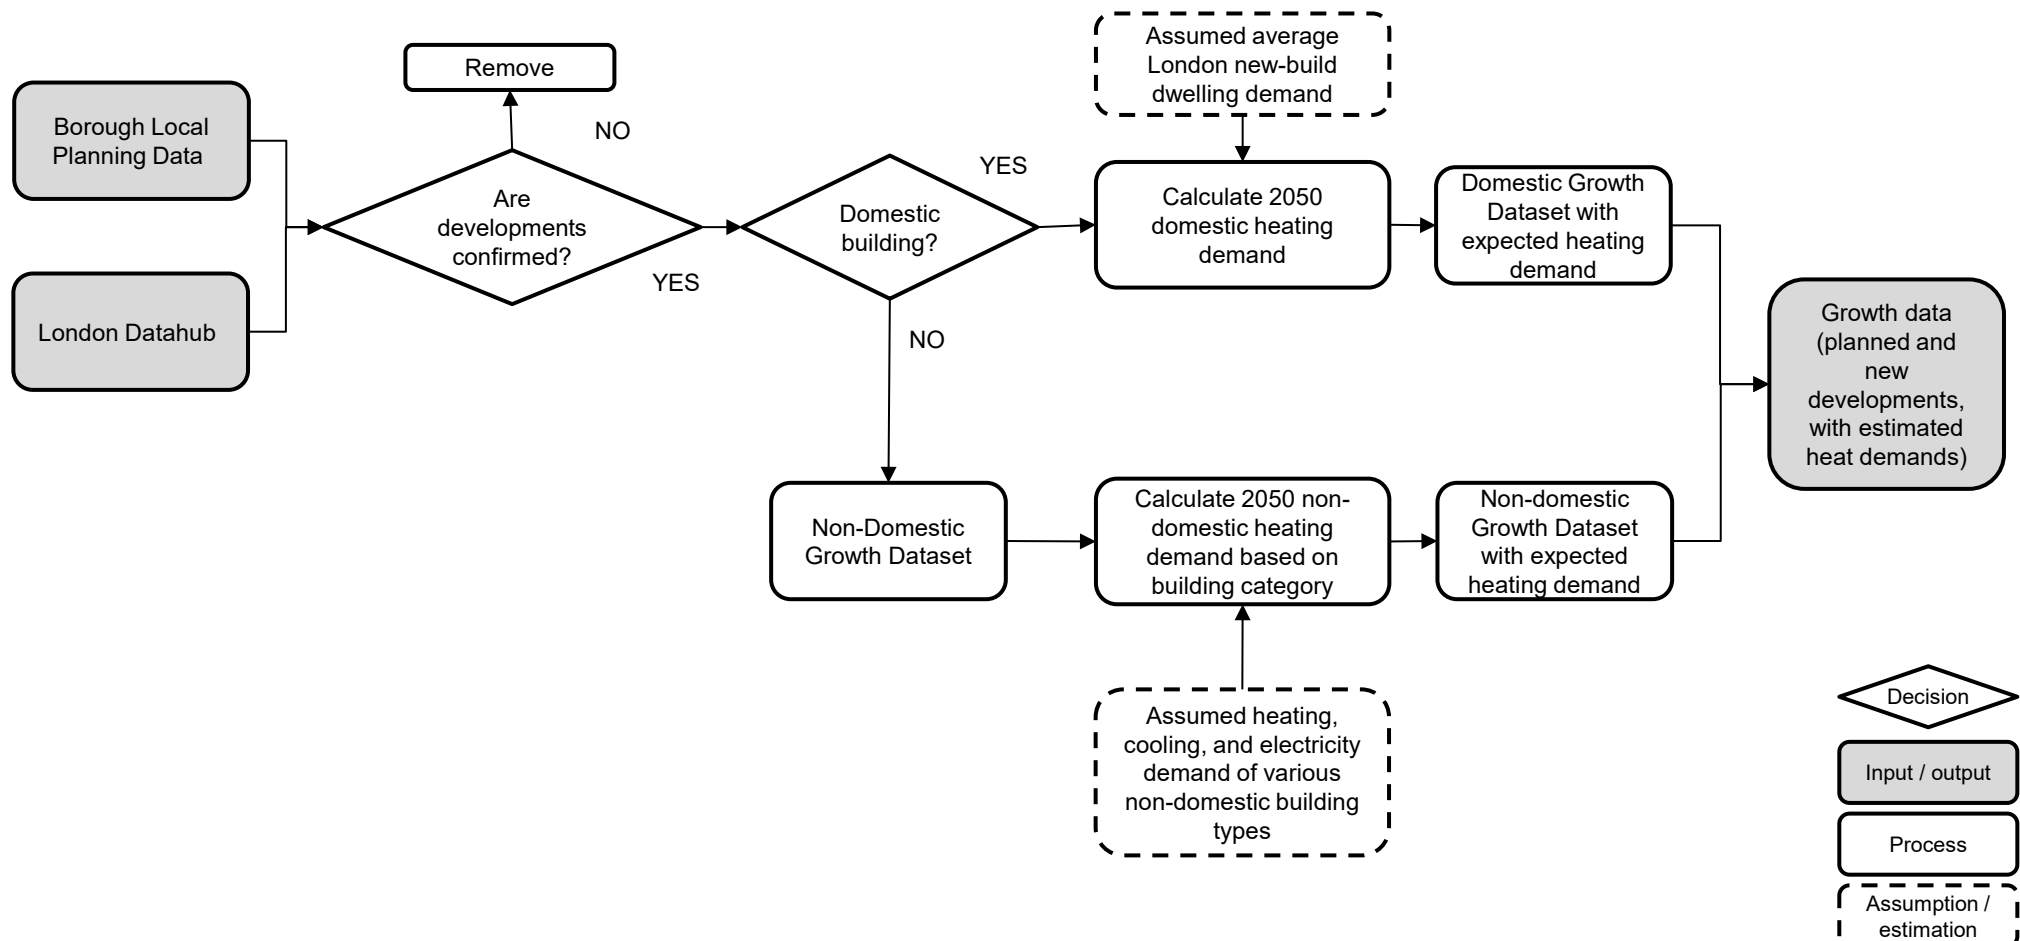 Assumed average
London new-build
dwelling demand
Remove
Borough Local
Planning Data
NO
YES
Are
developments
confirmed?
Domestic
building?
Calculate 2050
domestic heating
demand
Domestic Growth
Dataset with
expected heating
demand
London Datahub
YES
NO
Growth data
(planned and
new
developments,
with estimated
heat demands)
Non-Domestic
Growth Dataset
Calculate 2050 non-
domestic heating
demand based on
building category
Non-domestic
Growth Dataset
with expected
heating demand
Assumed heating,
cooling, and electricity
demand of various
non-domestic building
types
Decision
Input / output
Process
Assumption /
estimation